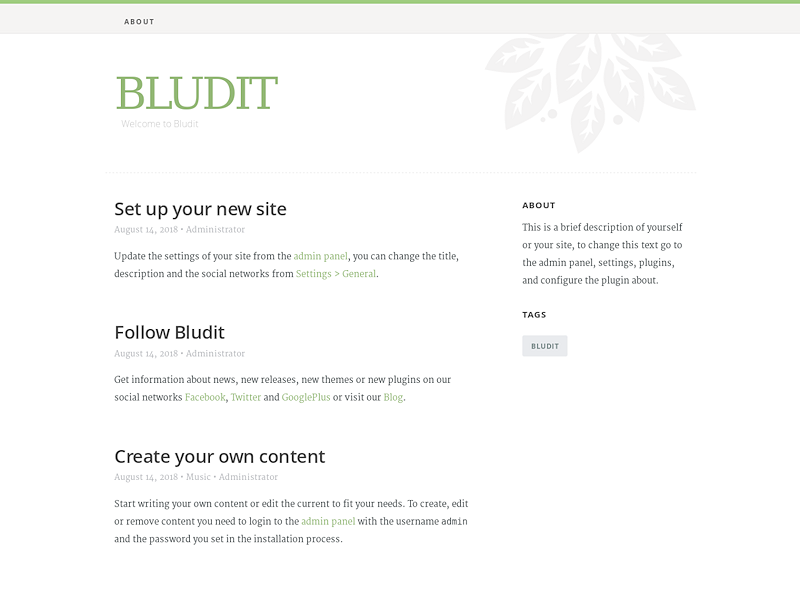 ABOUT
BLUDIT
Welcome to Bludit
Set up your new site
August 14, 2018 • Administrator
Update the settings of your site from the admin panel, you can change the title,
description and the social networks from Settings > General.
Follow Bludit
August 14, 2018 • Administrator
Get information about news, new releases, new themes or new plugins on our
social networks Facebook, Twitter and GooglePlus or visit our Blog.
Create your own content
August 14, 2018 • Music • Administrator
Start writing your own content or edit the current to fit your needs. To create, edit
or remove content you need to login to the admin panel with the username admin
and the password you set in the installation process.
ABOUT
This is a brief description of yourself
or your site, to change this text go to
the admin panel, settings, plugins,
and configure the plugin about.
TAGS
BLUDIT